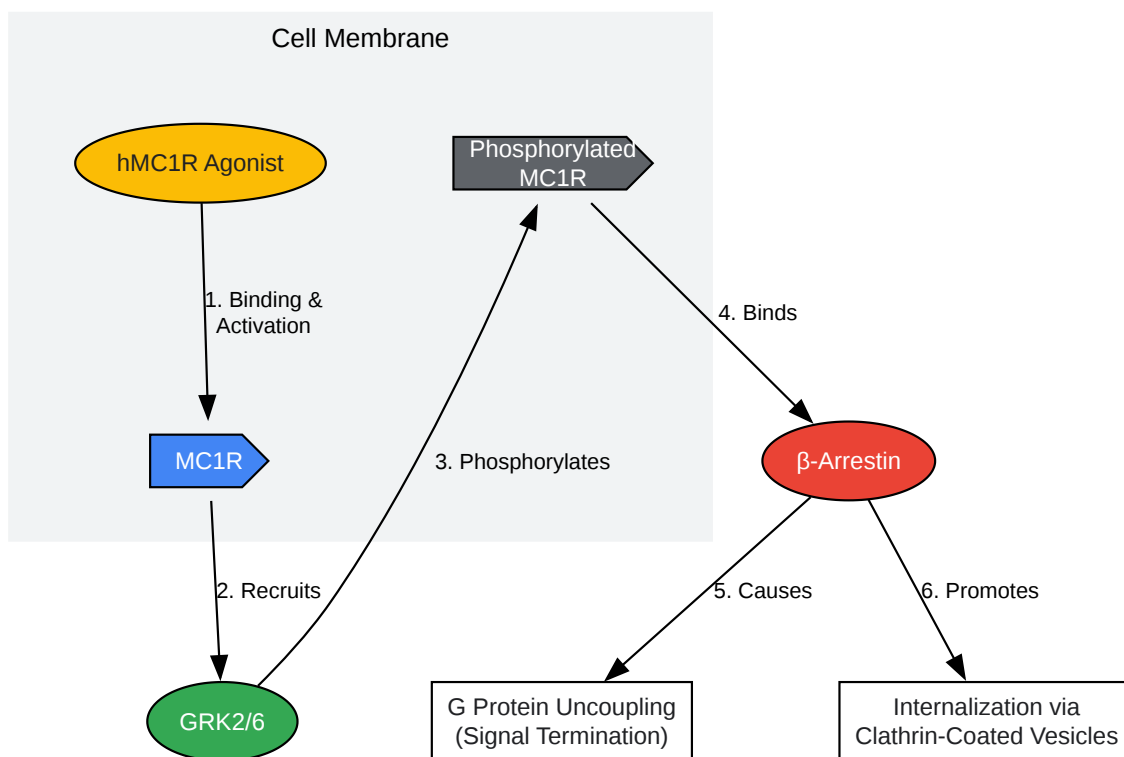 Cell Membrane
hMC1R Agonist
Phosphorylated
MC1R
1. Binding &
Activation
4. Binds
MC1R
3. Phosphorylates
β-Arrestin
2. Recruits
5. Causes
6. Promotes
GRK2/6
G Protein Uncoupling
(Signal Termination)
Internalization via
Clathrin-Coated Vesicles